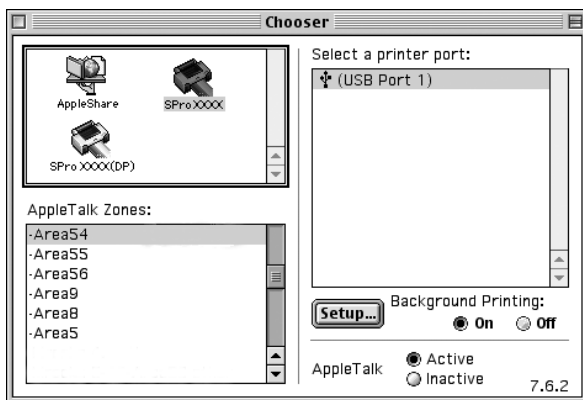 Chooser
AppleShare
SPro XXXX
SPro XXXX(DP)
AppleTalk Zones:
-Area54
-Area55
-Area56
-Area9
-Area8
-Area5
Select a printer port:
(USB Port 1)
Setup...
Background Printing:
On Off
AppleTalk
Active
Inactive
7.6.2